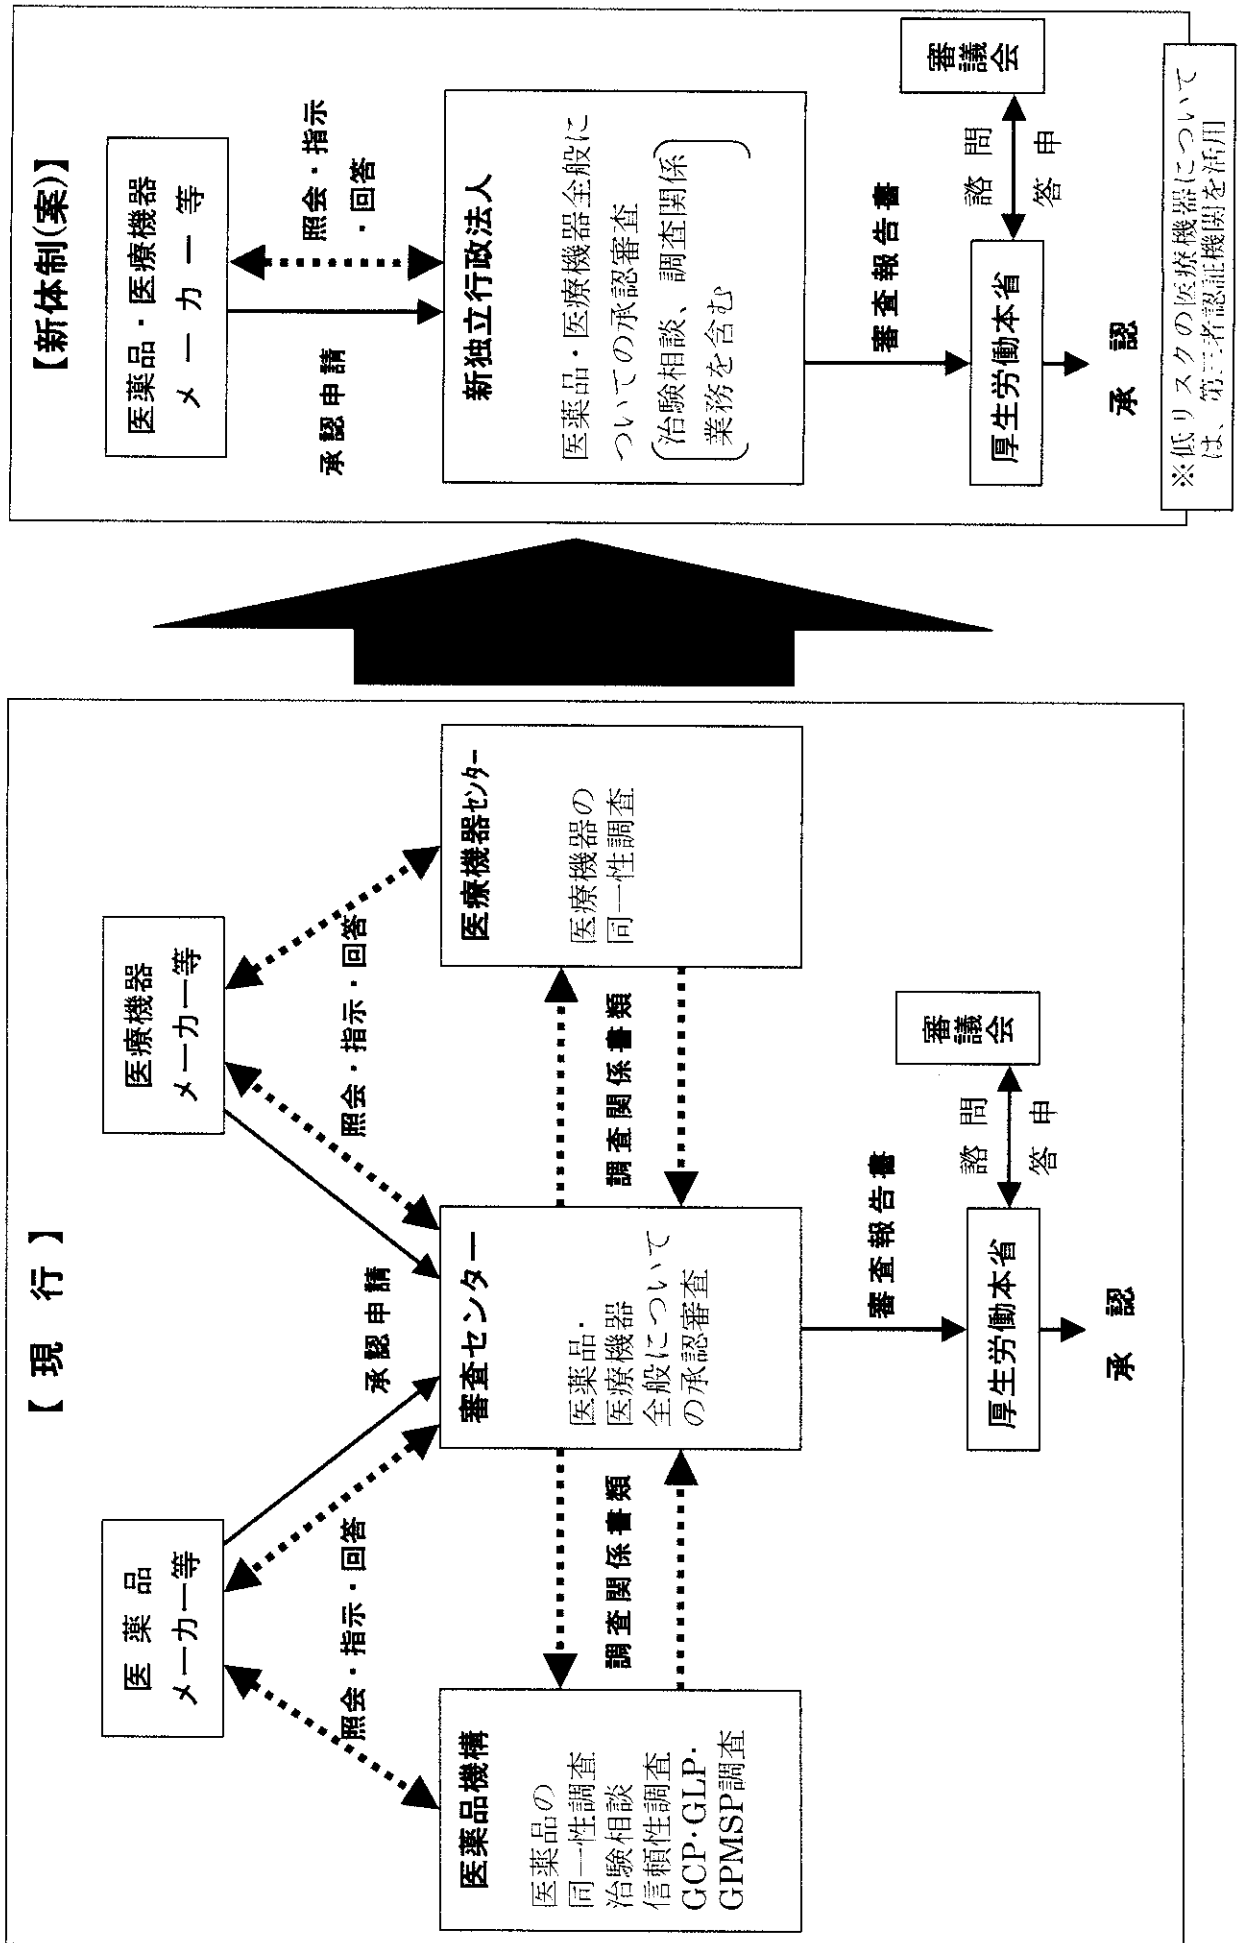 【 現 行 】
医 薬 品
メーカー等
医療機器
メーカー等
照会・指示・回答
承認申請
照会・指示・回答
医薬品機構
医薬品の
同一性調査
治験相談
信頼性調査
GCP・GLP・
GPMSP調査
調査関係書類
審査センター
医薬品・
医療機器
全般について
の承認審査
調査関係書類
医療機器センター
医療機器の
同一性調査
審査報告書
厚生労働本省
諮 問
答 申
審議会
承 認
【新体制(案)】
医薬品・医療機器
メ ー カ ー 等
承認申請
照会・指示
・回答
新独立行政法人
医薬品・医療機器全般に
ついての承認審査
治験相談、調査関係
業務を含む
審査報告書
厚生労働本省
諮 問
答 申
審議会
承 認
※低リスクの医療機器について
は、第三者認証機関を活用